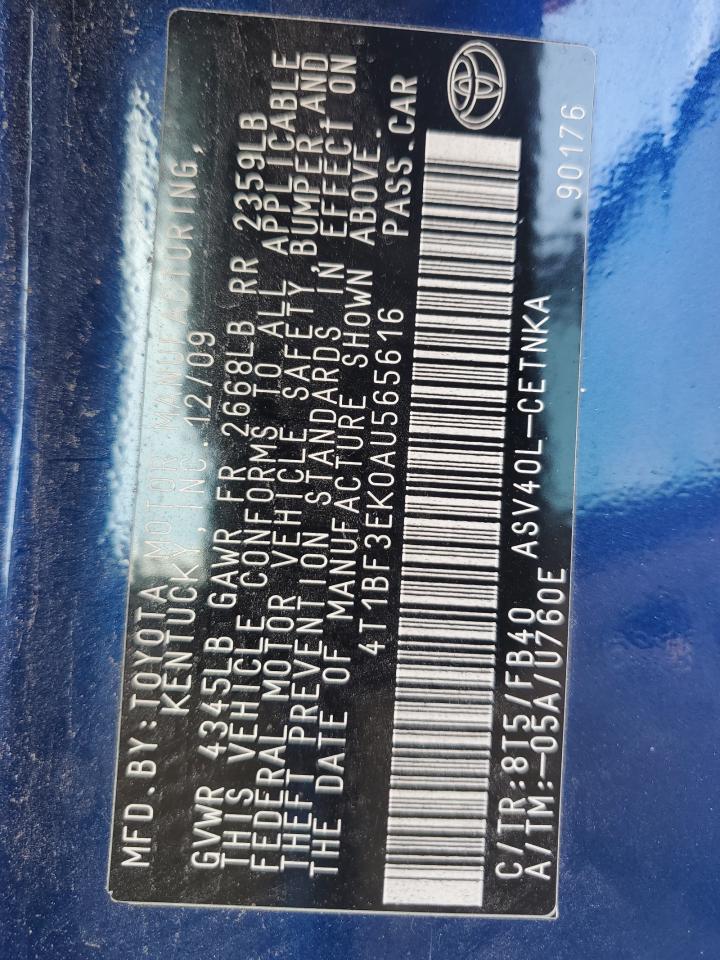 MFD.BY:TOYOTA MOTOR MANUFACTURING,
KENTUCKY,INC. 12/09
GVWR 4345LB GAWR FR 2668LB RR 2359LB
THIS VEHICLE CONFORMS TO ALL APPLICABLE
FEDERAL MOTOR VEHICLE SAFETY, BUMPER AND
THEFT PREVENTION STANDARDS IN EFFECT ON
THE DATE OF MANUFACTURE SHOWN ABOVE.
4T1BF3EK0AU565616 PASS.CAR
C/TR:8T5/FB40 ASV40L-CETNKA
A/TM:-05A/U760E
90176